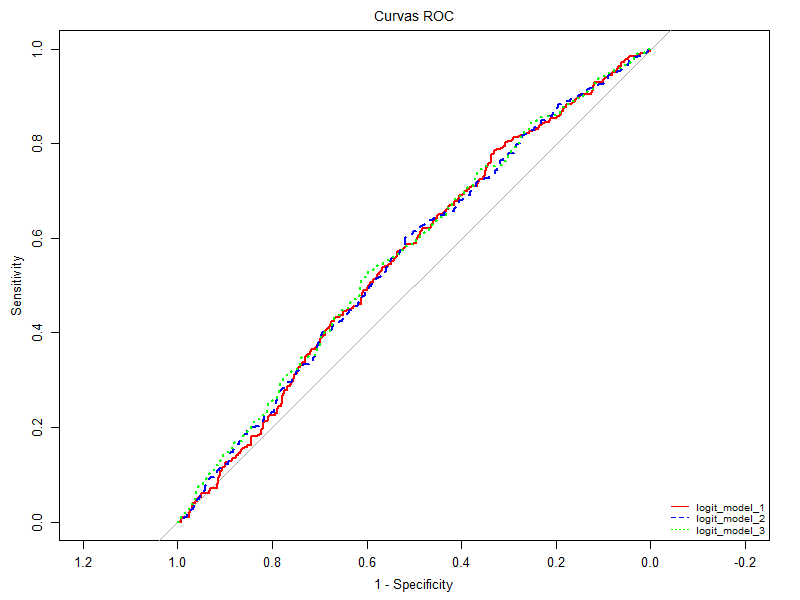 Curvas ROC
1.0
0.8
0.6
0.4
0.2
0.0
Sensitivity
logit_model_1
logit_model_2
logit_model_3
1.2 1.0 0.8 0.6 0.4 0.2 0.0 -0.2
1 - Specificity